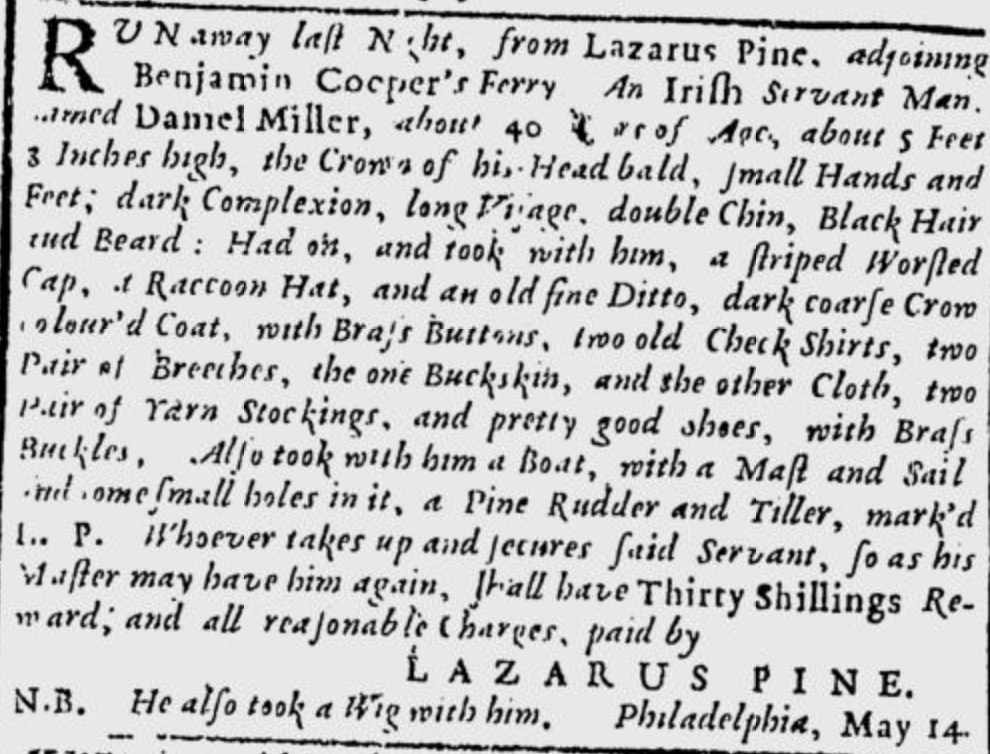 RUNaway laſt Night, from Lazarus Pine, adjoining
Benjamin Cooper's Ferry An Iriſh Servant Man,
named Daniel Miller, about 40 Years of Age, about 5 Feet
3 Inches high, the Crown of his Head bald, ſmall Hands and
Feet; dark Complexion, long Viſage, double Chin, Black Hair
and Beard: Had on, and took with him, a ſtriped Worſted
Cap, a Raccoon Hat, and an old fine Ditto, dark coarſe Crow
colour'd Coat, with Braſs Buttons, two old Check Shirts, two
Pair of Breeches, the one Buckskin, and the other Cloth, two
Pair of Yarn Stockings, and pretty good shoes, with Braſs
Buckles, Alſo took with him a Boat, with a Maſt and Sail
and ſome ſmall holes in it, a Pine Rudder and Tiller, mark'd
L. P. Whoever takes up and ſecures ſaid Servant, ſo as his
Maſter may have him again, ſhall have Thirty Shillings Re-
ward; and all reaſonable Charges, paid by
LAZARUS PINE.
N.B. He alſo took a Wig with him. Philadelphia, May 14.